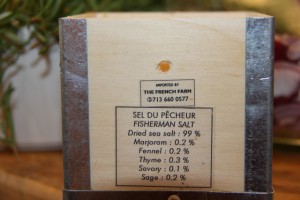 IMPORTED BY
THE FRENCH FARM
✆ 713 660 0577
SEL DU PÊCHEUR
FISHERMAN SALT
Dried sea salt : 99 %
Marjoram : 0.2 %
Fennel : 0.2 %
Thyme : 0.3 %
Savory : 0.1 %
Sage : 0.2 %